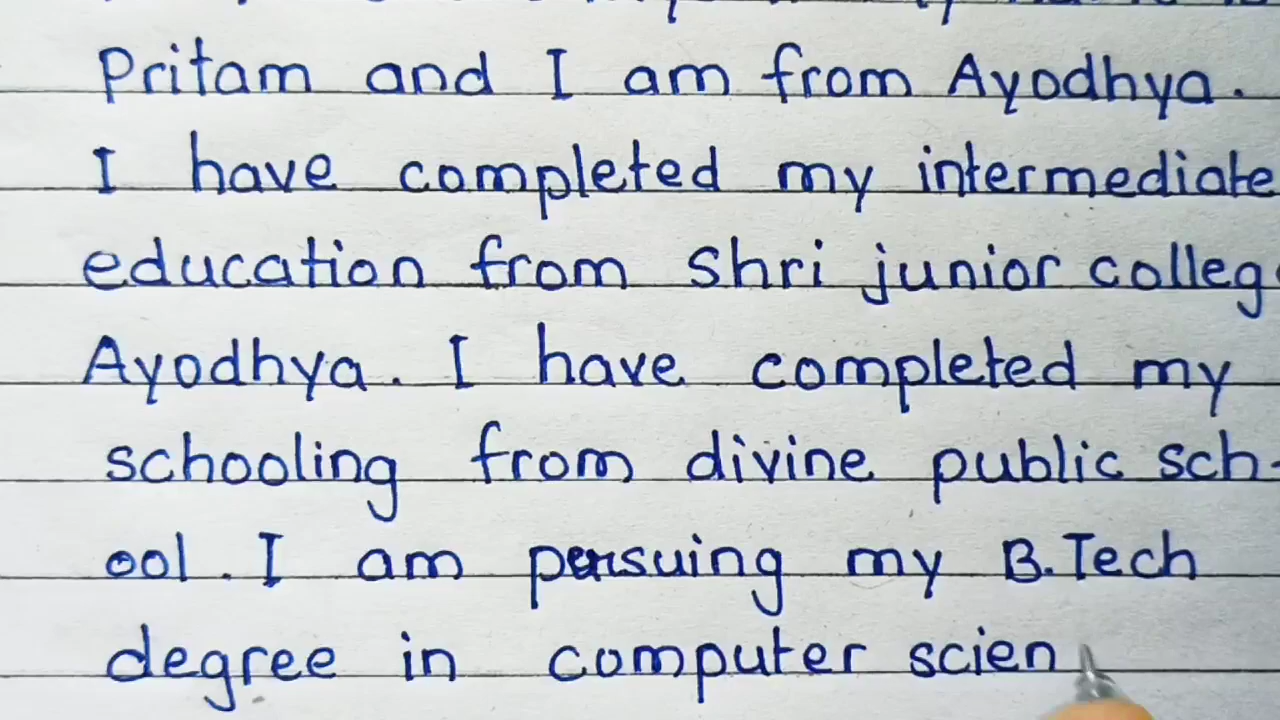 Pritam and I am from Ayodhya.
I have completed my intermediate
education from shri junior colleg
Ayodhya. I have completed my
schooling from divine public sch-
ool. I am persuing my B.Tech
degree in computer scien